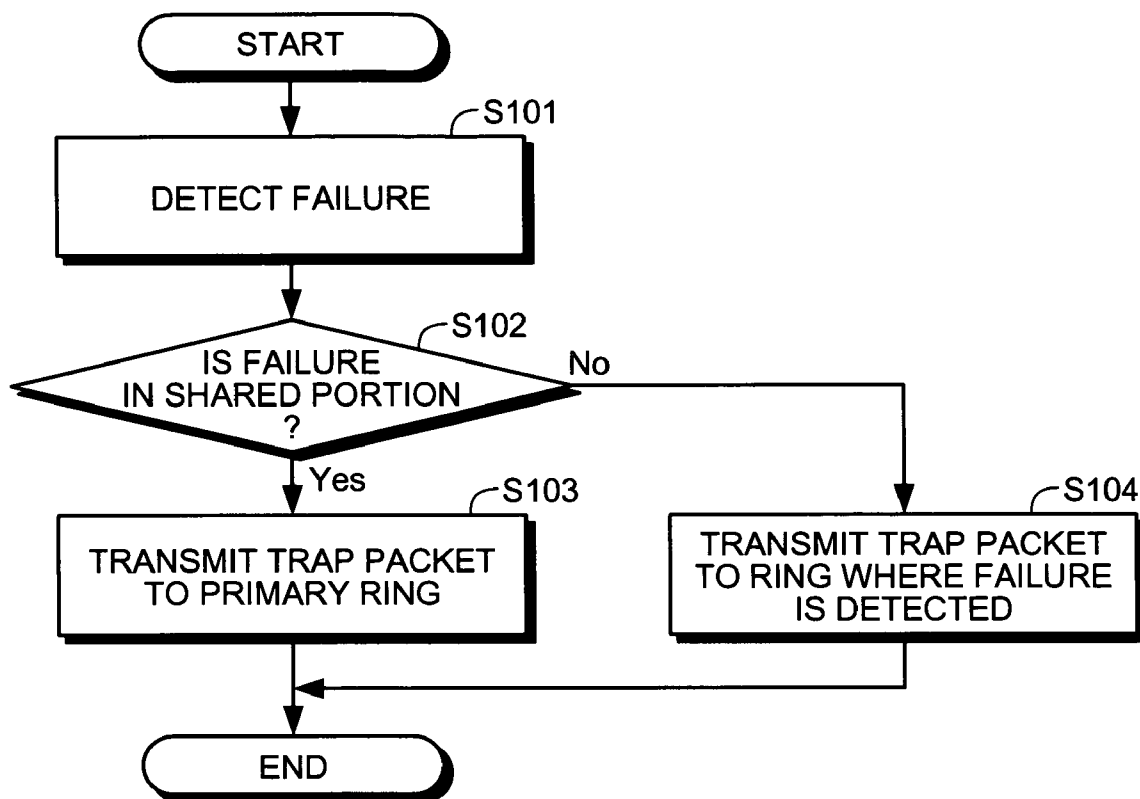 START
S101
DETECT FAILURE
S102
IS FAILURE
IN SHARED PORTION
?
No
Yes
S103
TRANSMIT TRAP PACKET
TO PRIMARY RING
S104
TRANSMIT TRAP PACKET
TO RING WHERE FAILURE
IS DETECTED
END